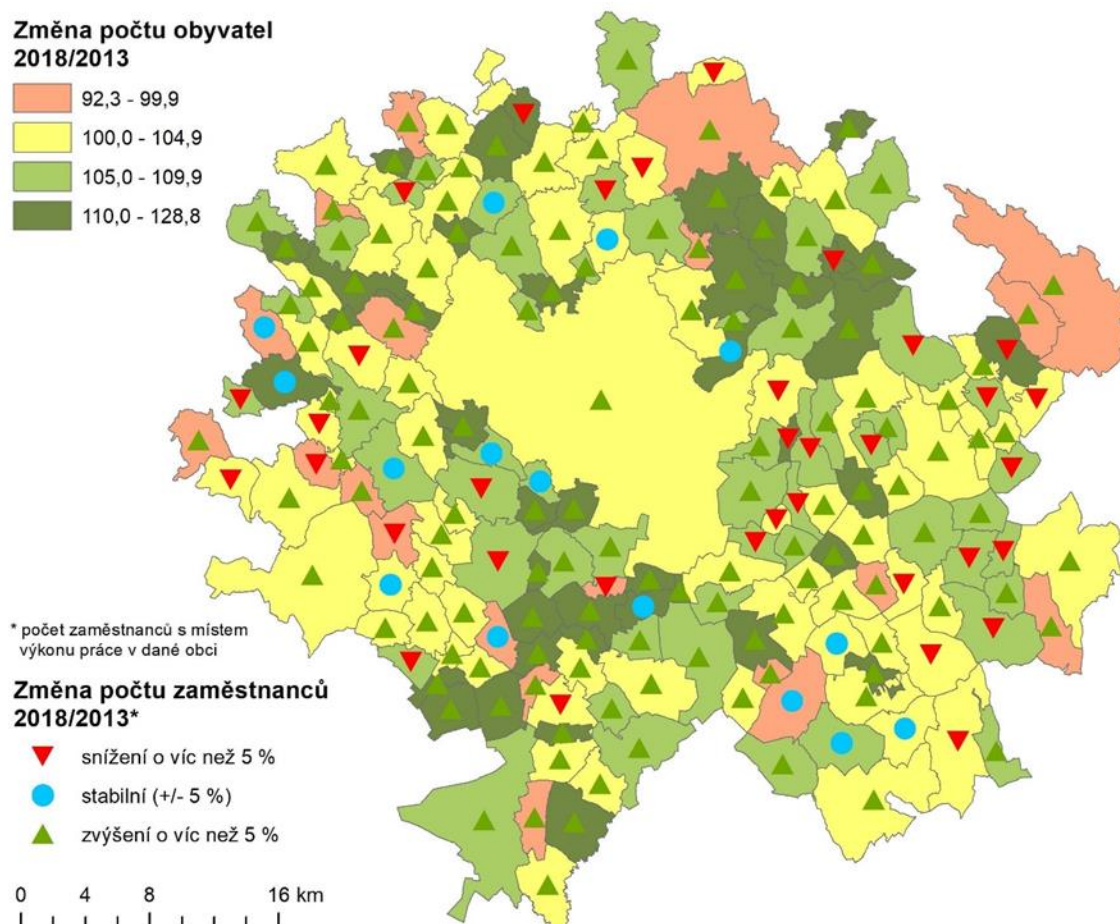 Změna počtu obyvatel
2018/2013
92,3 - 99,9
100,0 - 104,9
105,0 - 109,9
110,0 - 128,8
* počet zaměstnanců s místem
výkonu práce v dané obci
Změna počtu zaměstnanců
2018/2013*
snížení o víc než 5 %
stabilní (+/- 5 %)
zvýšení o víc než 5 %
0 4 8 16 km